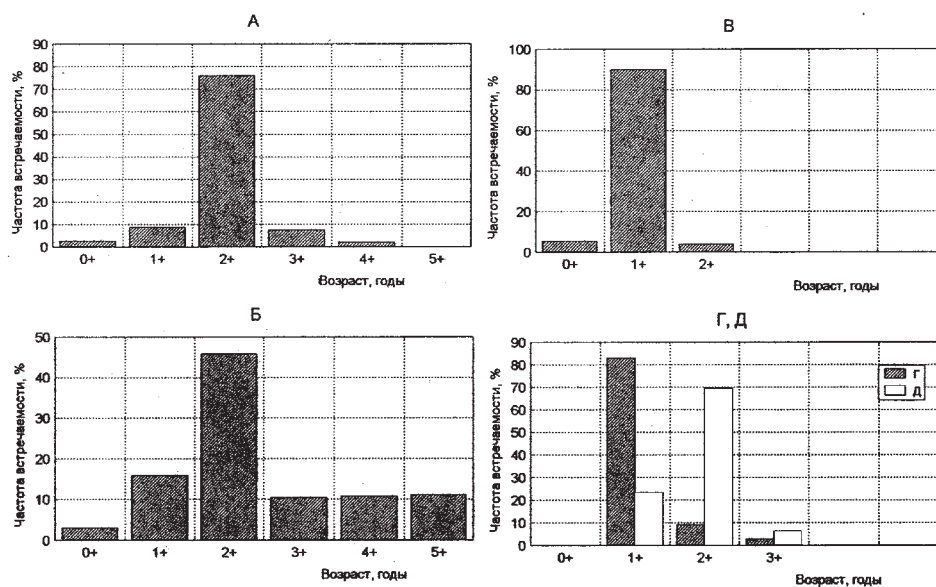 А
Частота встречаемости, %
90
80
70
60
50
40
30
20
10
0
0+ 1+ 2+ 3+ 4+ 5+
Возраст, годы
В
Частота встречаемости, %
100
80
60
40
20
0
0+ 1+ 2+
Возраст, годы
Б
Частота встречаемости, %
50
40
30
20
10
0
0+ 1+ 2+ 3+ 4+ 5+
Возраст, годы
Г, Д
Частота встречаемости, %
90
80
70
60
50
40
30
20
10
0
0+ 1+ 2+ 3+
Возраст, годы
Г
Д